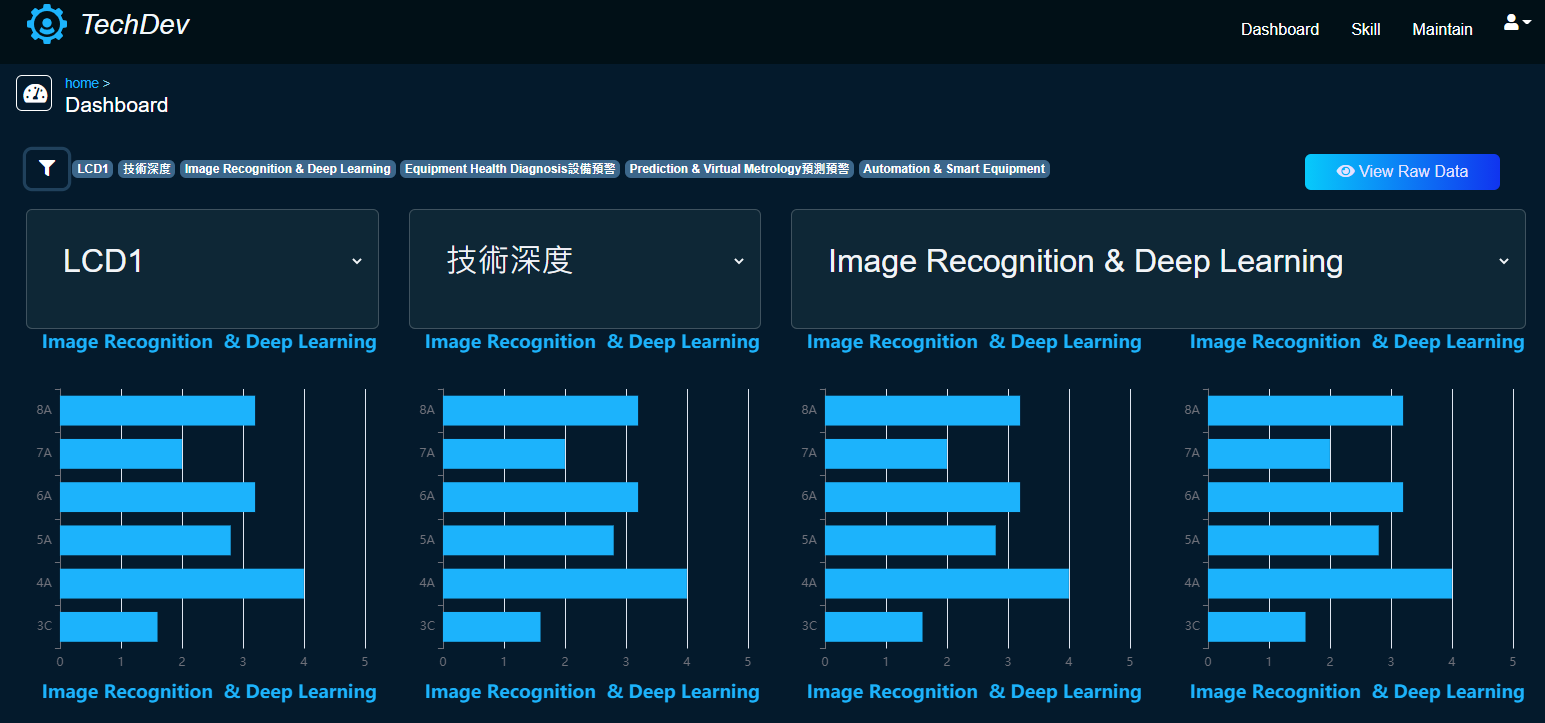 TechDev
Dashboard Skill Maintain
home >
Dashboard
LCD1 技術深度 Image Recognition & Deep Learning Equipment Health Diagnosis設備預警 Prediction & Virtual Metrology預測預警 Automation & Smart Equipment
View Raw Data
LCD1 技術深度 Image Recognition & Deep Learning
Image Recognition & Deep Learning Image Recognition & Deep Learning Image Recognition & Deep Learning Image Recognition & Deep Learning
8A 8A 8A 8A
7A 7A 7A 7A
6A 6A 6A 6A
5A 5A 5A 5A
4A 4A 4A 4A
3C 3C 3C 3C
0 1 2 3 4 5 0 1 2 3 4 5 0 1 2 3 4 5 0 1 2 3 4 5
Image Recognition & Deep Learning Image Recognition & Deep Learning Image Recognition & Deep Learning Image Recognition & Deep Learning